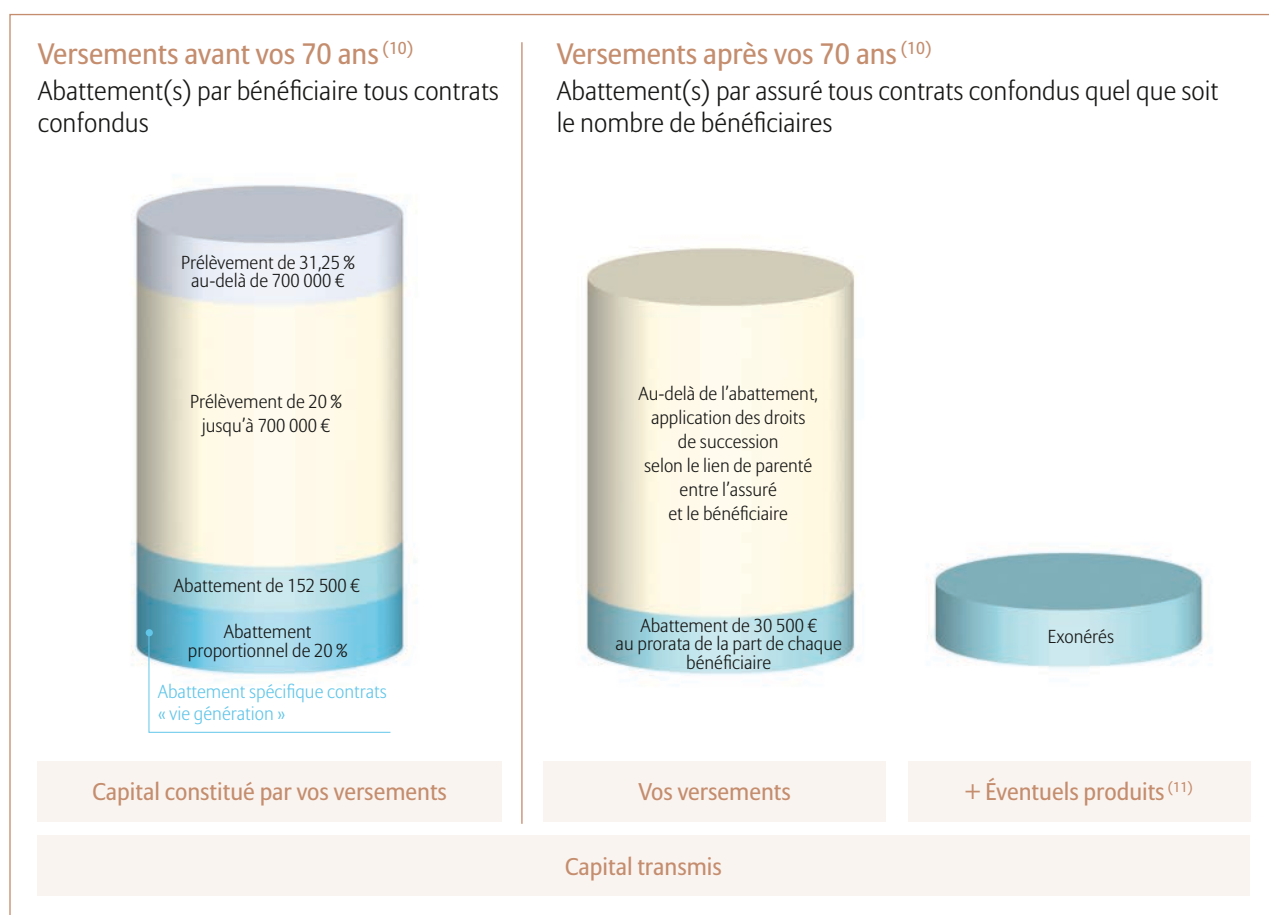 Versements avant vos 70 ans (10)
Abattement(s) par bénéficiaire tous contrats
confondus
Prélèvement de 31,25 %
au-delà de 700 000 €
Prélèvement de 20 %
jusqu'à 700 000 €
Abattement de 152 500 €
Abattement
proportionnel de 20 %
Abattement spécifique contrats
« vie génération »
Capital constitué par vos versements
Versements après vos 70 ans (10)
Abattement(s) par assuré tous contrats confondus quel que soit
le nombre de bénéficiaires
Au-delà de l'abattement,
application des droits
de succession
selon le lien de parenté
entre l'assuré
et le bénéficiaire
Abattement de 30 500 €
au prorata de la part de chaque
bénéficiaire
Exonérés
Vos versements
+ Éventuels produits (11)
Capital transmis